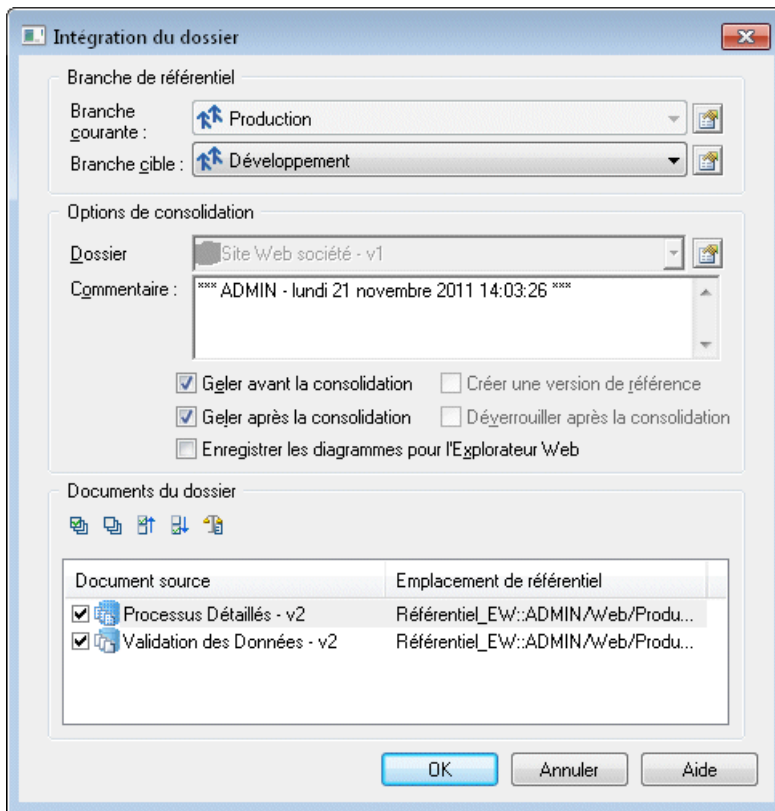 Intégration du dossier
Branche de référentiel
Branche courante :
Production
Branche cible :
Développement
Options de consolidation
Dossier
Site Web société - v1
Commentaire :
*** ADMIN - lundi 21 novembre 2011 14:03:26 ***
Geler avant la consolidation
Créer une version de référence
Geler après la consolidation
Déverrouiller après la consolidation
Enregistrer les diagrammes pour l'Explorateur Web
Documents du dossier
Document source
Emplacement de référentiel
Processus Détaillés - v2
Référentiel_EW::ADMIN/Web/Produ...
Validation des Données - v2
Référentiel_EW::ADMIN/Web/Produ...
OK
Annuler
Aide